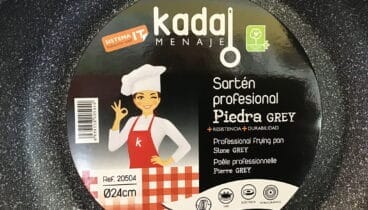 SISTEMA IT
kada
MENAJE
Sartén
profesional
Piedra GREY
+RESISTENCIA +DURABILIDAD
Professional frying pan
Stone GREY
Poêle professionnelle
Pierre GREY
K
Ref. 20504
Ø24cm